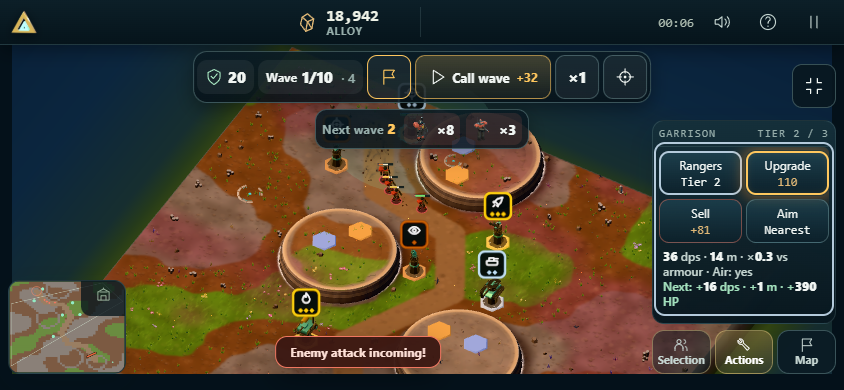 18,942
ALLOY
00:06
20
Wave 1/10 · 4
Call wave +32
×1
Next wave 2 ×8 ×3
GARRISON TIER 2 / 3
Rangers
Tier 2
Upgrade
110
Sell
+81
Aim
Nearest
36 dps · 14 m · ×0.3 vs
armour · Air: yes
Next: +16 dps · +1 m · +390
HP
Enemy attack incoming!
Selection
Actions
Map